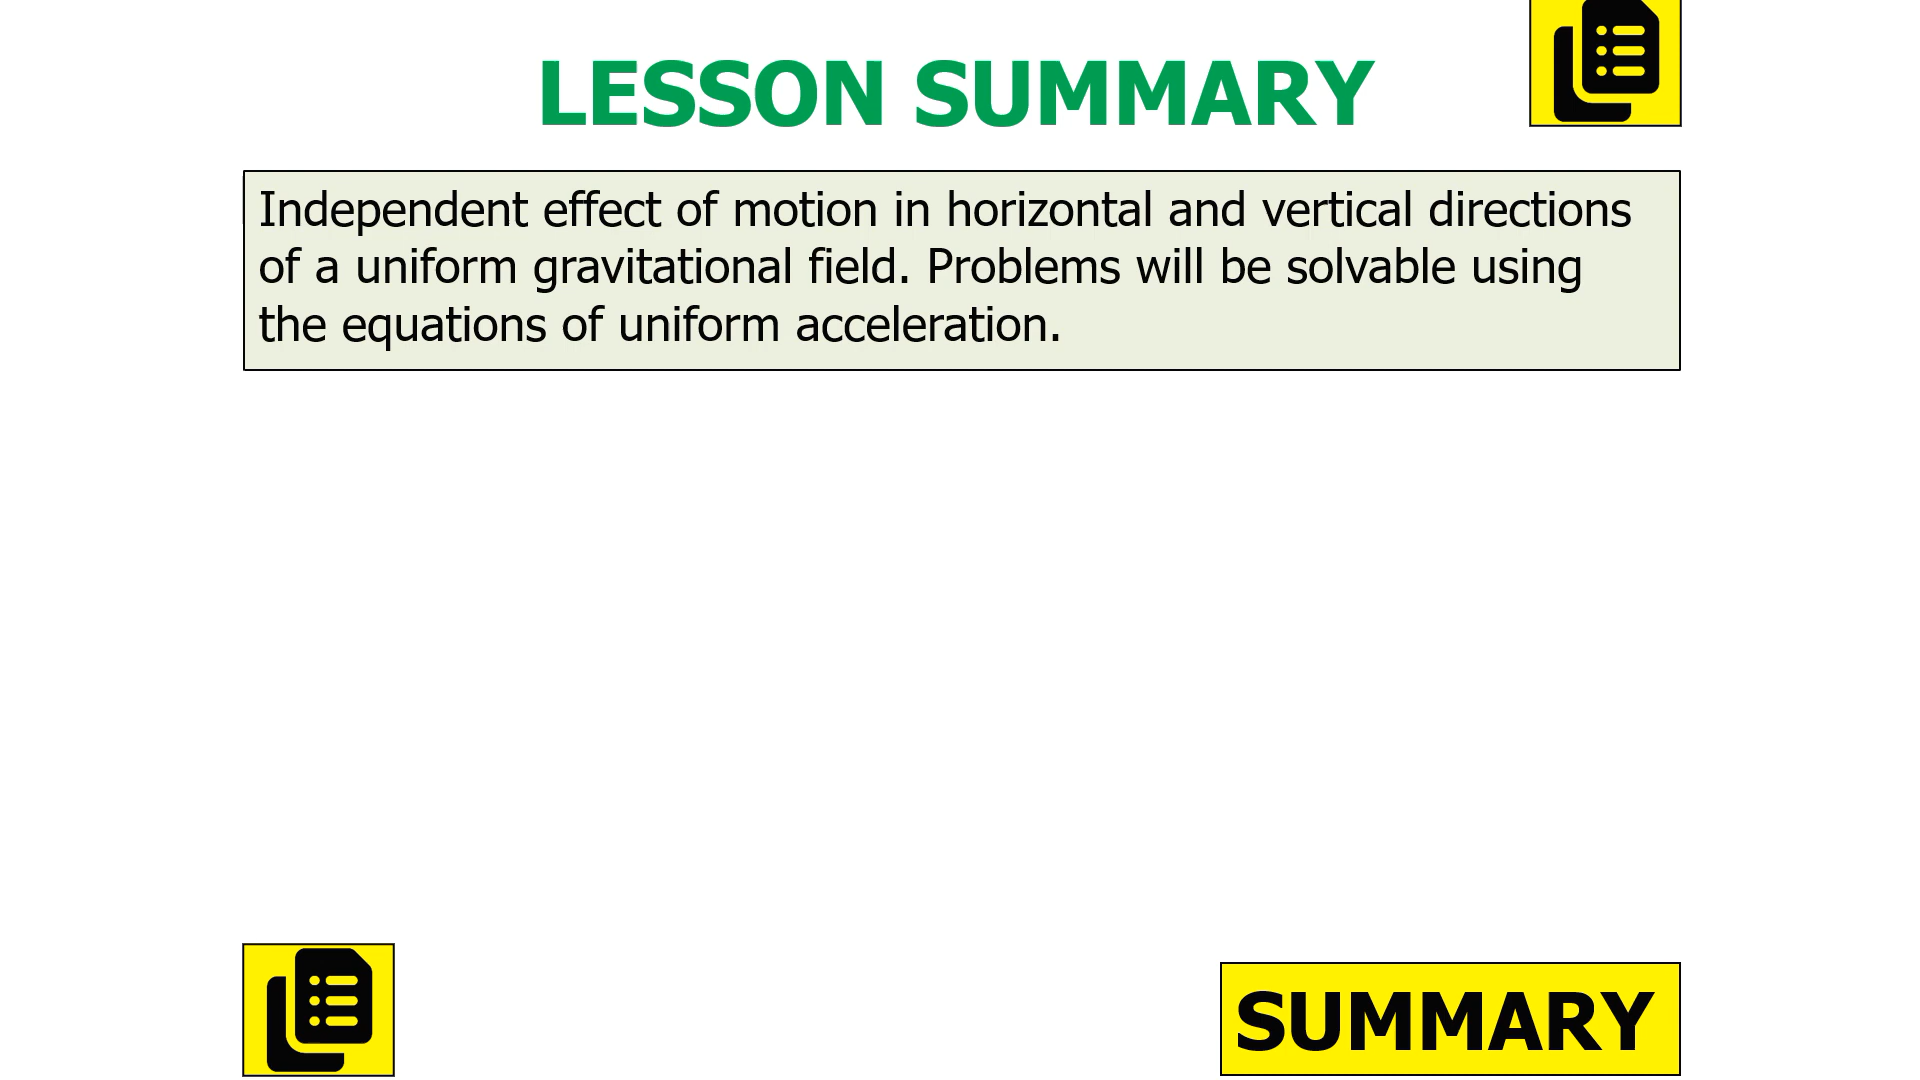 LESSON SUMMARY
Independent effect of motion in horizontal and vertical directions
of a uniform gravitational field. Problems will be solvable using
the equations of uniform acceleration.
SUMMARY